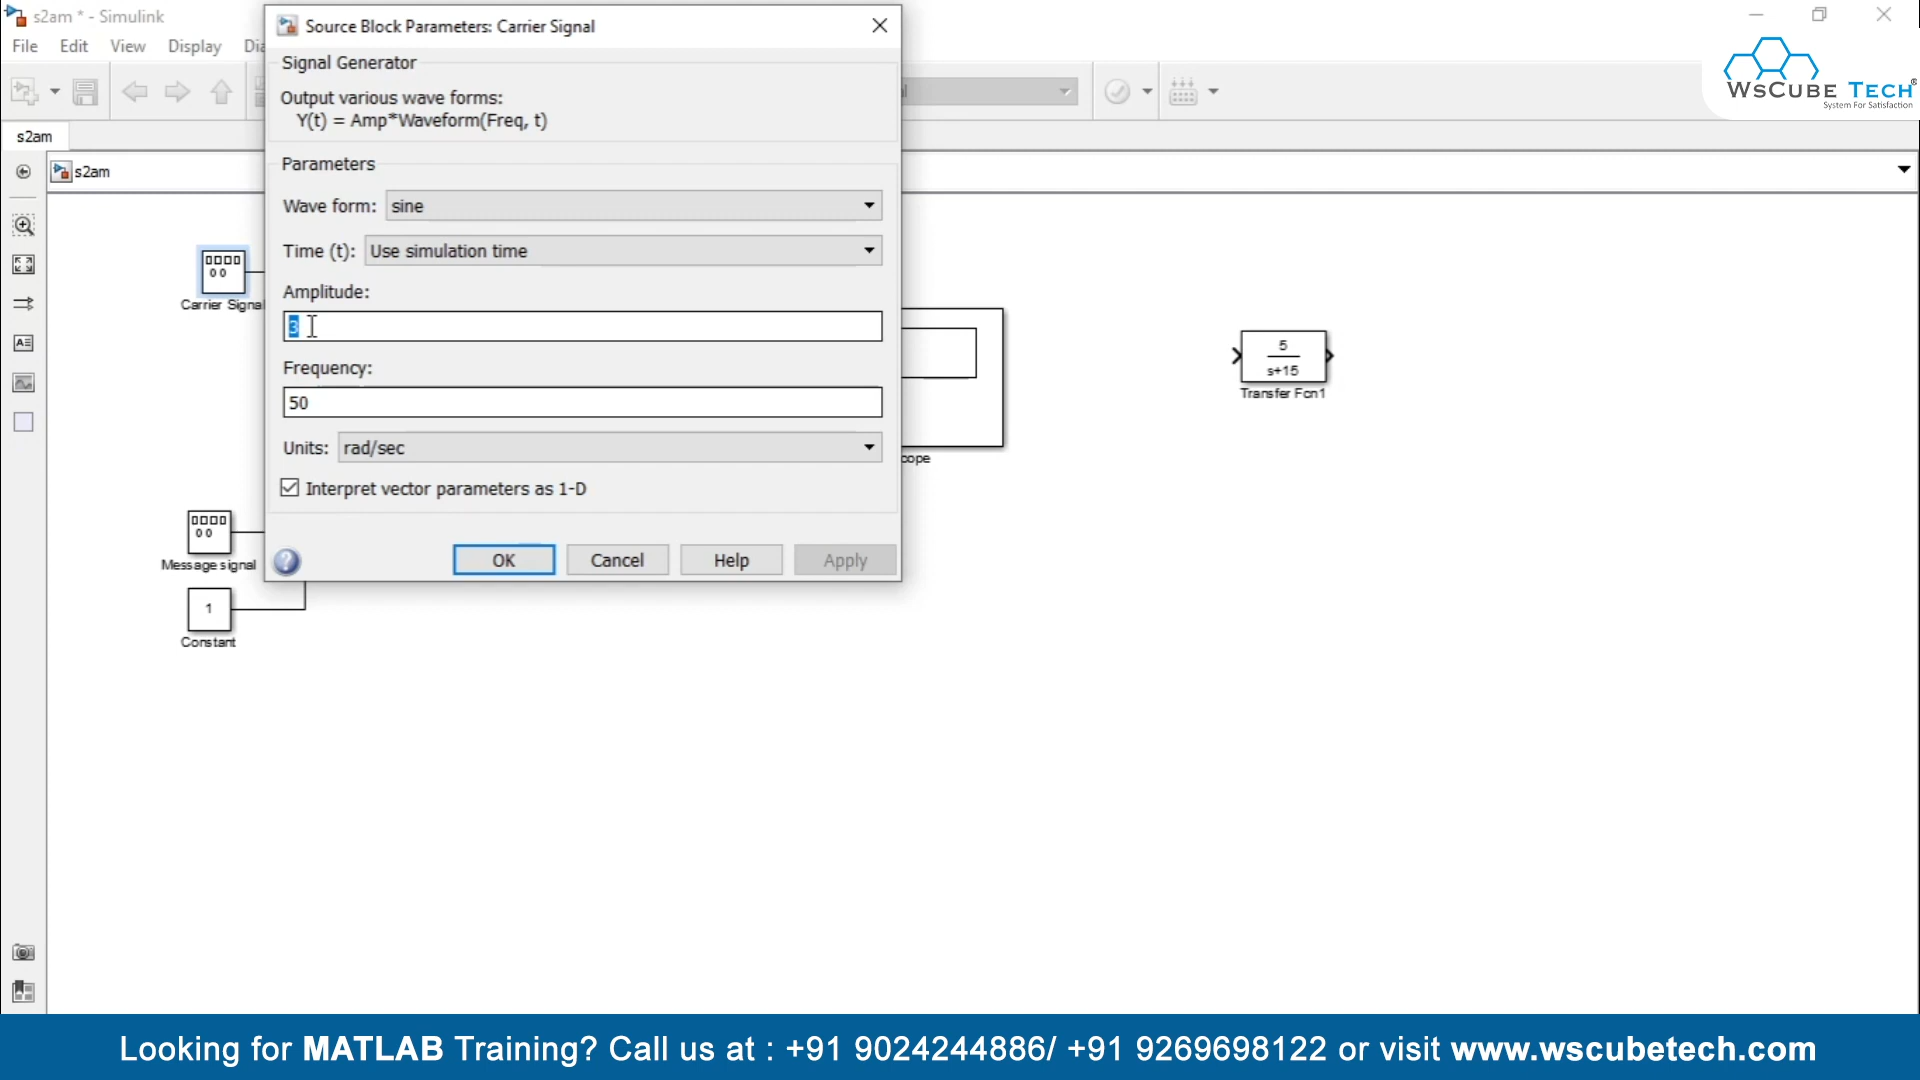 s2am * - Simulink
File Edit View Display Dia
s2am
s2am
Source Block Parameters: Carrier Signal
Signal Generator
Output various wave forms:
Y(t) = Amp*Waveform(Freq, t)
Parameters
Wave form: sine
Time (t): Use simulation time
Amplitude:
3
Frequency:
50
Units: rad/sec
Interpret vector parameters as 1-D
OK Cancel Help Apply
WsCube Tech®
System For Satisfaction
Carrier Signal
5
s+15
Transfer Fcn1
cope
Message signal
1
Constant
Looking for MATLAB Training? Call us at : +91 9024244886/ +91 9269698122 or visit www.wscubetech.com